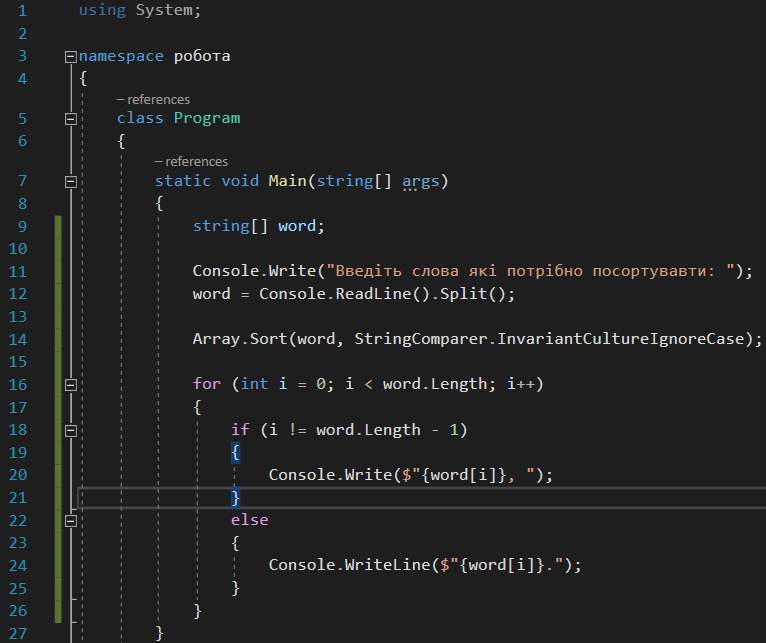 1 using System;
2
3 namespace робота
4 {
– references
5 class Program
6 {
– references
7 static void Main(string[] args)
8 {
9 string[] word;
10
11 Console.Write("Введіть слова які потрібно посортувавти: ");
12 word = Console.ReadLine().Split();
13
14 Array.Sort(word, StringComparer.InvariantCultureIgnoreCase);
15
16 for (int i = 0; i < word.Length; i++)
17 {
18 if (i != word.Length - 1)
19 {
20 Console.Write($"{word[i]}, ");
21 }
22 else
23 {
24 Console.WriteLine($"{word[i]}.");
25 }
26 }
27 }